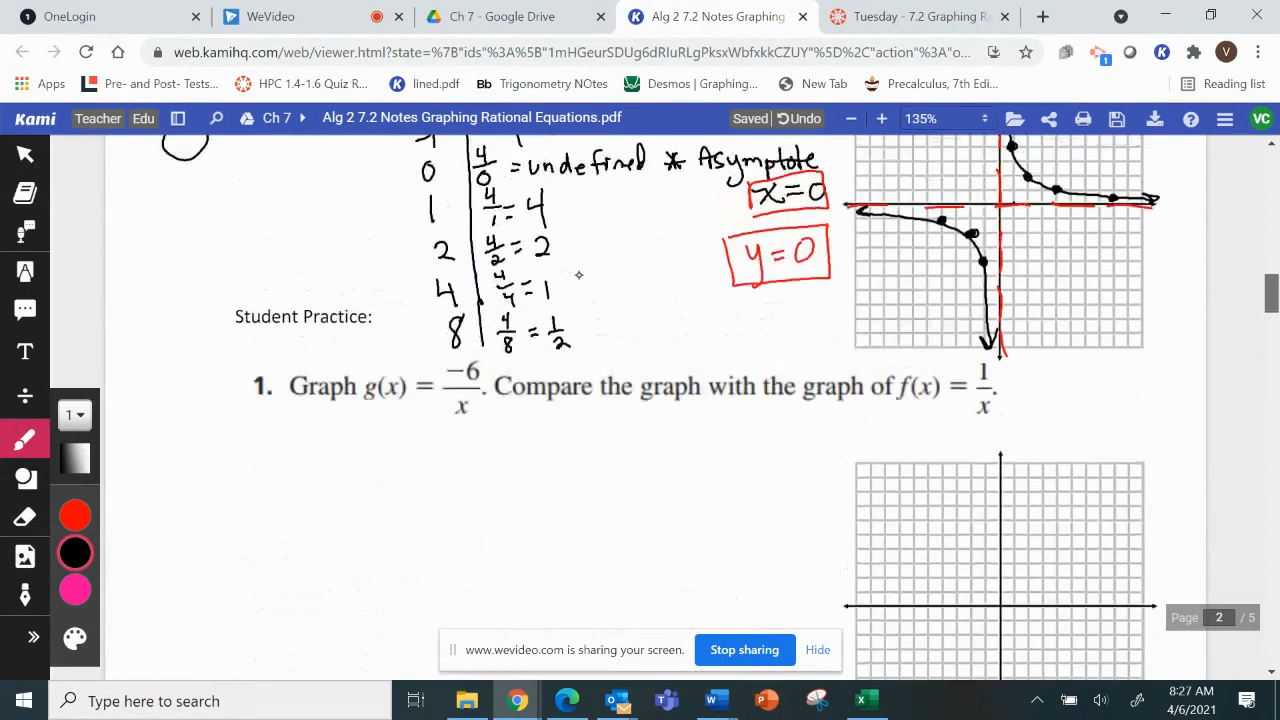 OneLogin
WeVideo
Ch 7 - Google Drive
Alg 2 7.2 Notes Graphing
Tuesday - 7.2 Graphing R
web.kamihq.com/web/viewer.html?state=%7B"ids"%3A%5B"1mHGeurSDUg6dRIuRLgPksxWbfxkkCZUY"%5D%2C"action"%3A"o...
Apps
Pre- and Post- Tests...
HPC 1.4-1.6 Quiz R...
lined.pdf
Bb Trigonometry NOtes
Desmos | Graphing...
New Tab
Precalculus, 7th Edi...
Reading list
Kami
Teacher
Edu
Ch 7
Alg 2 7.2 Notes Graphing Rational Equations.pdf
Saved
Undo
135%
VC
0 4/0 = undefined * Asymptote
x=0
1 4/1 = 4
2 4/2 = 2
y=0
4 4/4 = 1
Student Practice:
8 4/8 = 1/2
1. Graph g(x) = −6/x. Compare the graph with the graph of f(x) = 1/x.
T
1
Page 2 / 5
www.wevideo.com is sharing your screen.
Stop sharing
Hide
Type here to search
8:27 AM
4/6/2021